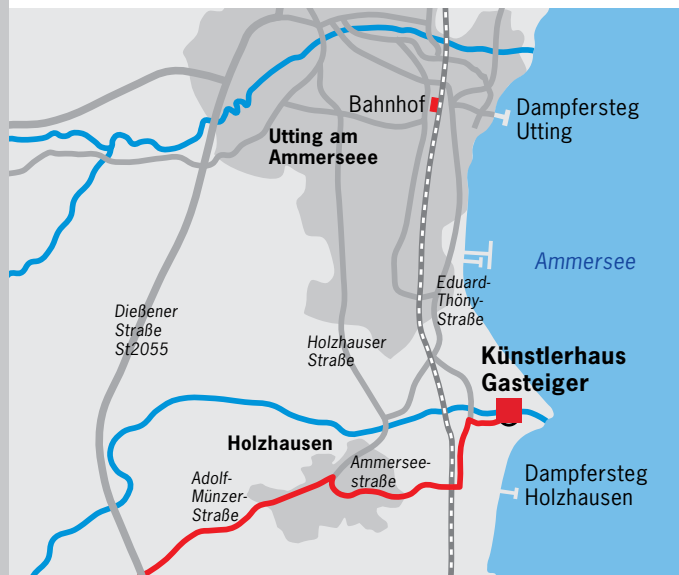 Bahnhof
Dampfersteg
Utting
Utting am
Ammerseee
Ammersee
Eduard-
Thöny-
Straße
Dießener
Straße
St2055
Holzhauser
Straße
Künstlerhaus
Gasteiger
Holzhausen
Ammersee-
straße
Adolf-
Münzer-
Straße
Dampfersteg
Holzhausen